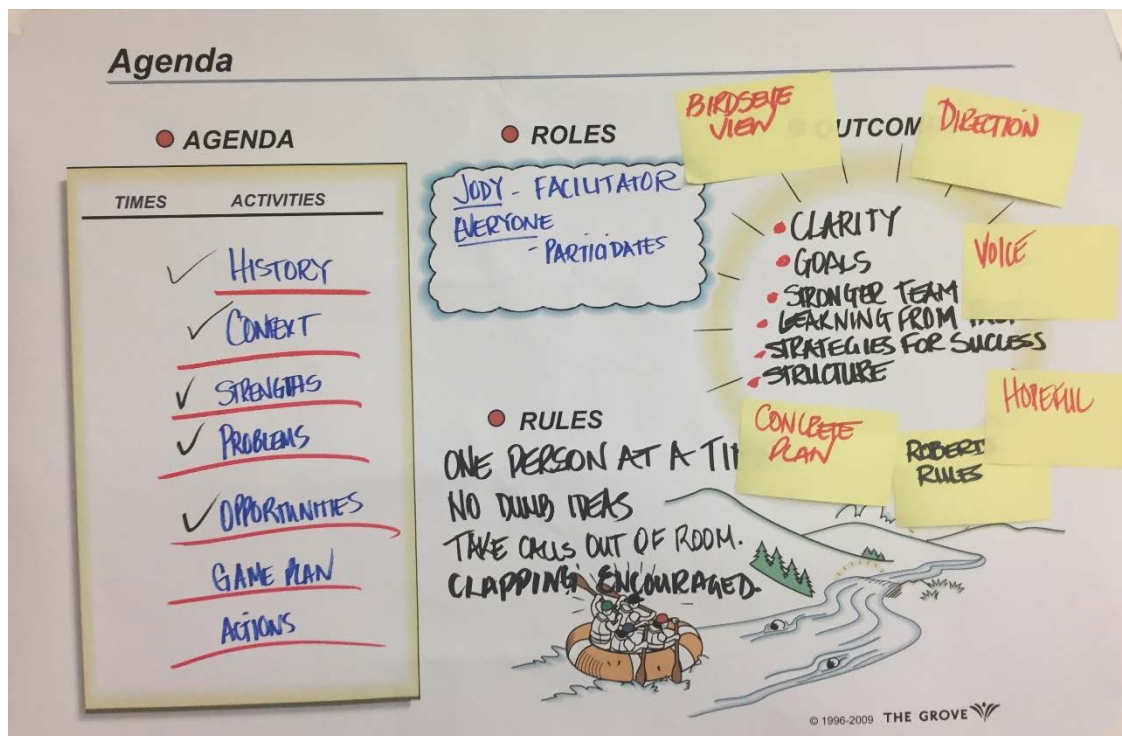 Agenda
AGENDA
TIMES ACTIVITIES
HISTORY
CONTEXT
STRENGTHS
PROBLEMS
OPPORTUNITIES
GAME PLAN
ACTIONS
ROLES
JODY - FACILITATOR
EVERYONE
- PARTICIPATES
RULES
ONE PERSON AT A TI
NO DUMB IDEAS
TAKE CALLS OUT OF ROOM.
CLAPPING ENCOURAGED.
UTCOM
BIRDSEYE
VIEW
DIRECTION
CLARITY
GOALS
STRONGER TEAM
LEARNING FROM
STRATEGIES FOR SUCCESS
STRUCTURE
VOICE
HOPEFUL
CONCRETE
PLAN
ROBERT
RULES
© 1996-2009 THE GROVE